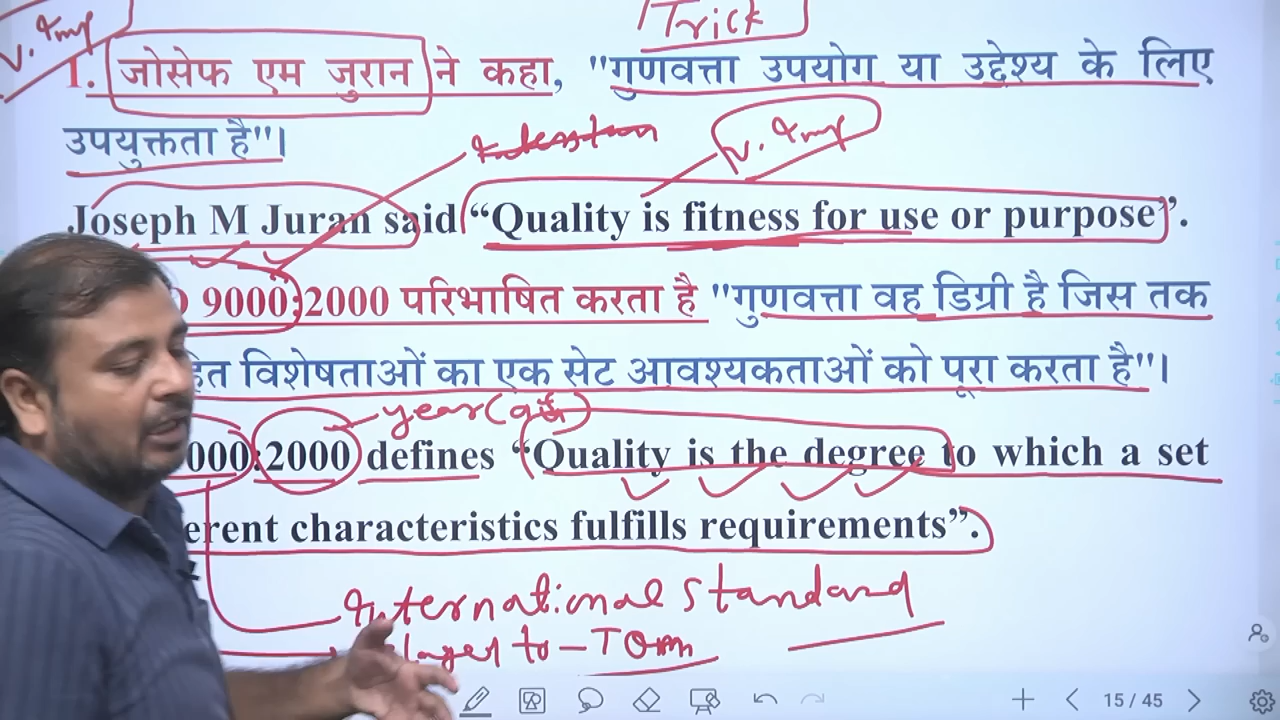 Trick
V. Imp
1. जोसेफ एम जुरान ने कहा, "गुणवत्ता उपयोग या उद्देश्य के लिए
उपयुक्तता है"।
V. Imp
Joseph M Juran said “Quality is fitness for use or purpose”.
9000:2000 परिभाषित करता है "गुणवत्ता वह डिग्री है जिस तक
विशेषताओं का एक सेट आवश्यकताओं को पूरा करता है"।
year
000:2000 defines “Quality is the degree to which a set
erent characteristics fulfills requirements”.
International Standard
to – TQM
15 / 45